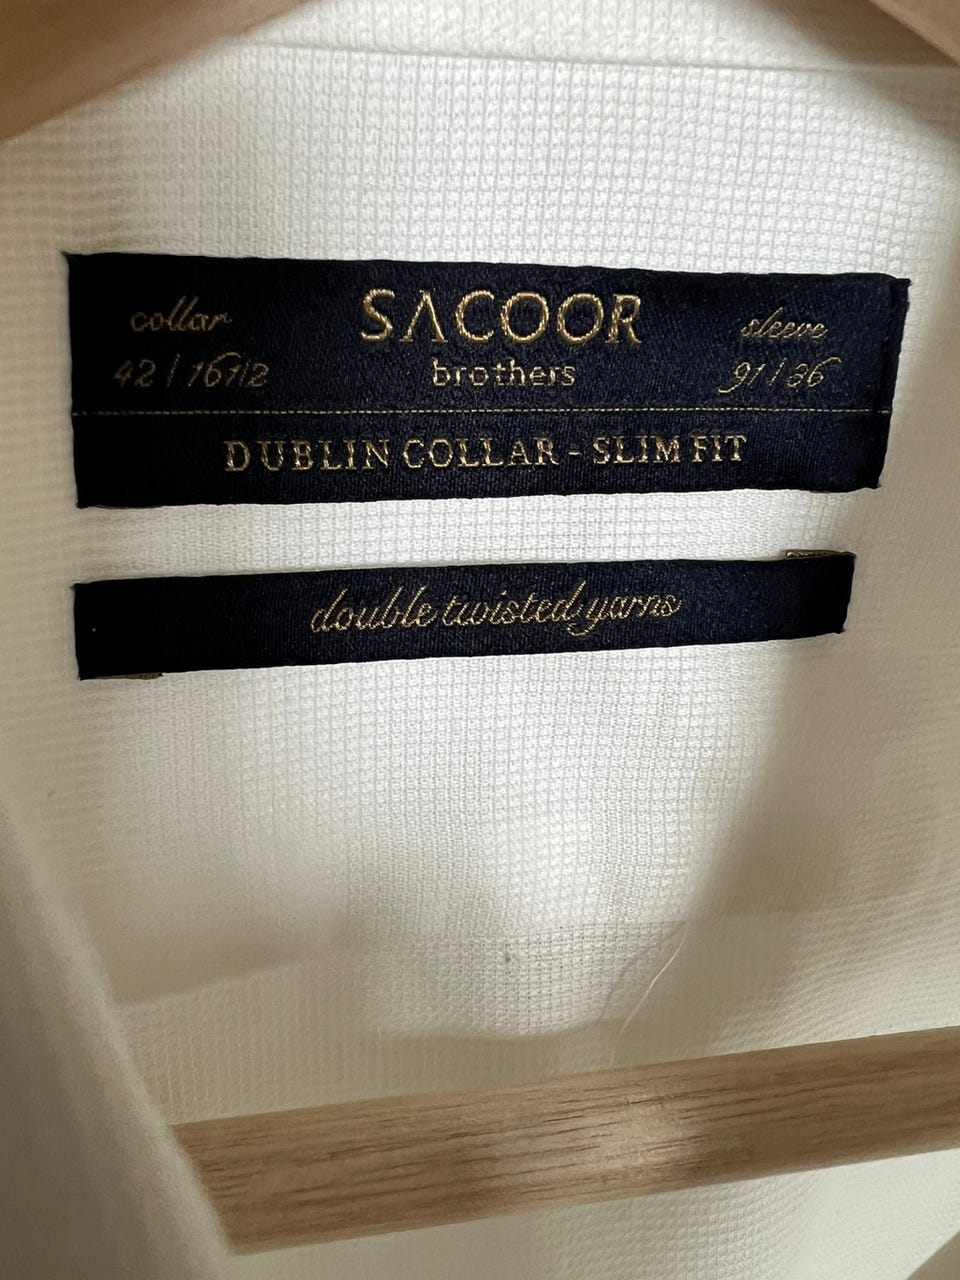 SACOOR
brothers
collar
42 / 16 1/2
sleeve
91 / 36
DUBLIN COLLAR - SLIM FIT
double twisted yarns